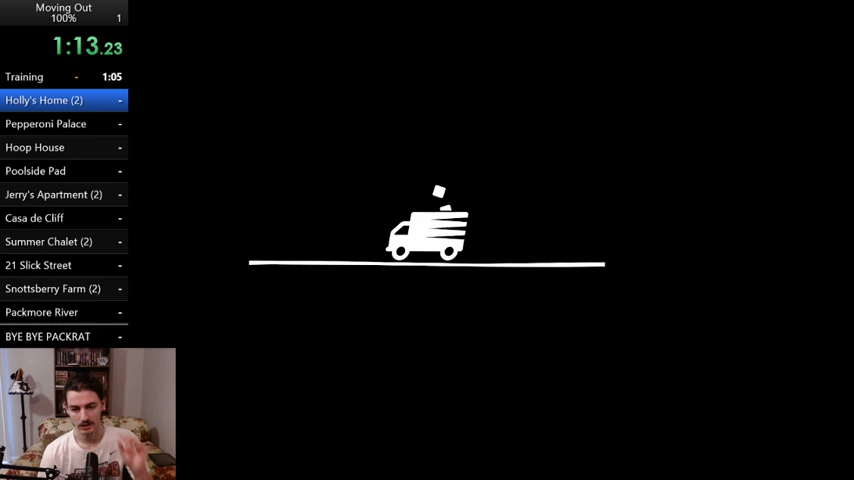 Moving Out
100% 1
1:13.23
Training - 1:05
Holly's Home (2) -
Pepperoni Palace -
Hoop House -
Poolside Pad -
Jerry's Apartment (2) -
Casa de Cliff -
Summer Chalet (2) -
21 Slick Street -
Snottsberry Farm (2) -
Packmore River -
BYE BYE PACKRAT -